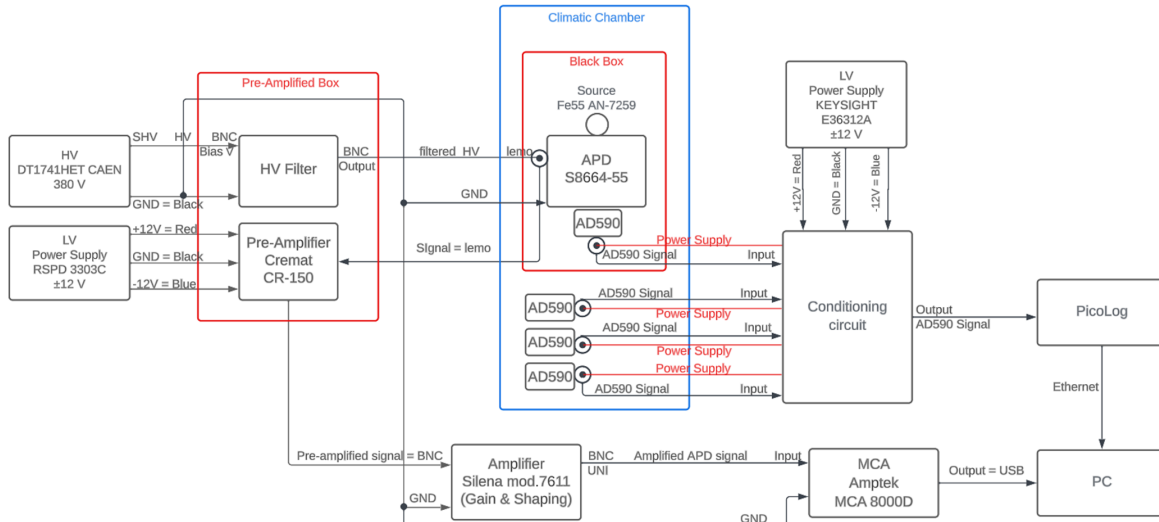 Climatic Chamber
Black Box
Source
Fe55 AN-7259
APD
S8664-55
AD590
Pre-Amplified Box
HV
DT1741HET CAEN
380 V
SHV
HV
BNC
Bias V
GND = Black
HV Filter
BNC
Output
filtered HV
lemo
GND
LV
Power Supply
RSPD 3303C
±12 V
+12V = Red
GND = Black
-12V = Blue
Pre-Amplifier
Cremat
CR-150
SIgnal = lemo
LV
Power Supply
KEYSIGHT
E36312A
±12 V
+12V = Red
GND = Black
-12V = Blue
Power Supply
AD590 Signal
Input
AD590
AD590 Signal
Input
Power Supply
AD590
AD590 Signal
Input
Power Supply
AD590
Power Supply
AD590 Signal
Input
Conditioning
circuit
Output
AD590 Signal
PicoLog
Ethernet
Pre-amplified signal = BNC
GND
Amplifier
Silena mod.7611
(Gain & Shaping)
BNC
UNI
Amplified APD signal
Input
GND
MCA
Amptek
MCA 8000D
Output = USB
PC